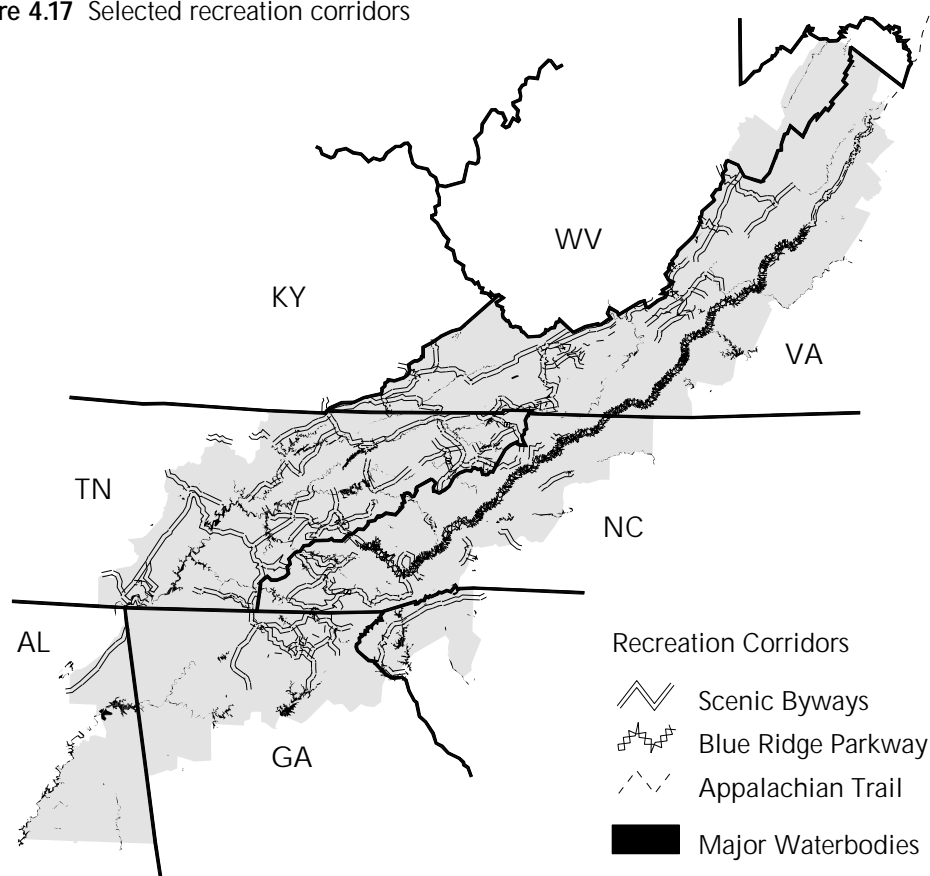 re 4.17 Selected recreation corridors
WV
KY
VA
TN
NC
AL
GA
Recreation Corridors
Scenic Byways
Blue Ridge Parkway
Appalachian Trail
Major Waterbodies